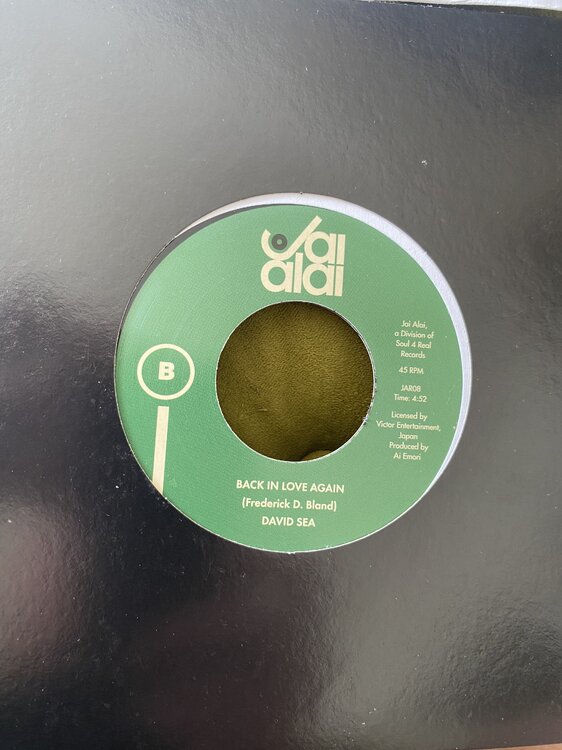 Jai
alai
Jai Alai,
a Division of
Soul 4 Real
Records
45 RPM
JAR08
Time: 4:52
Licensed by
Victor Entertainment,
Japan
Produced by
Ai Emori
B
BACK IN LOVE AGAIN
(Frederick D. Bland)
DAVID SEA